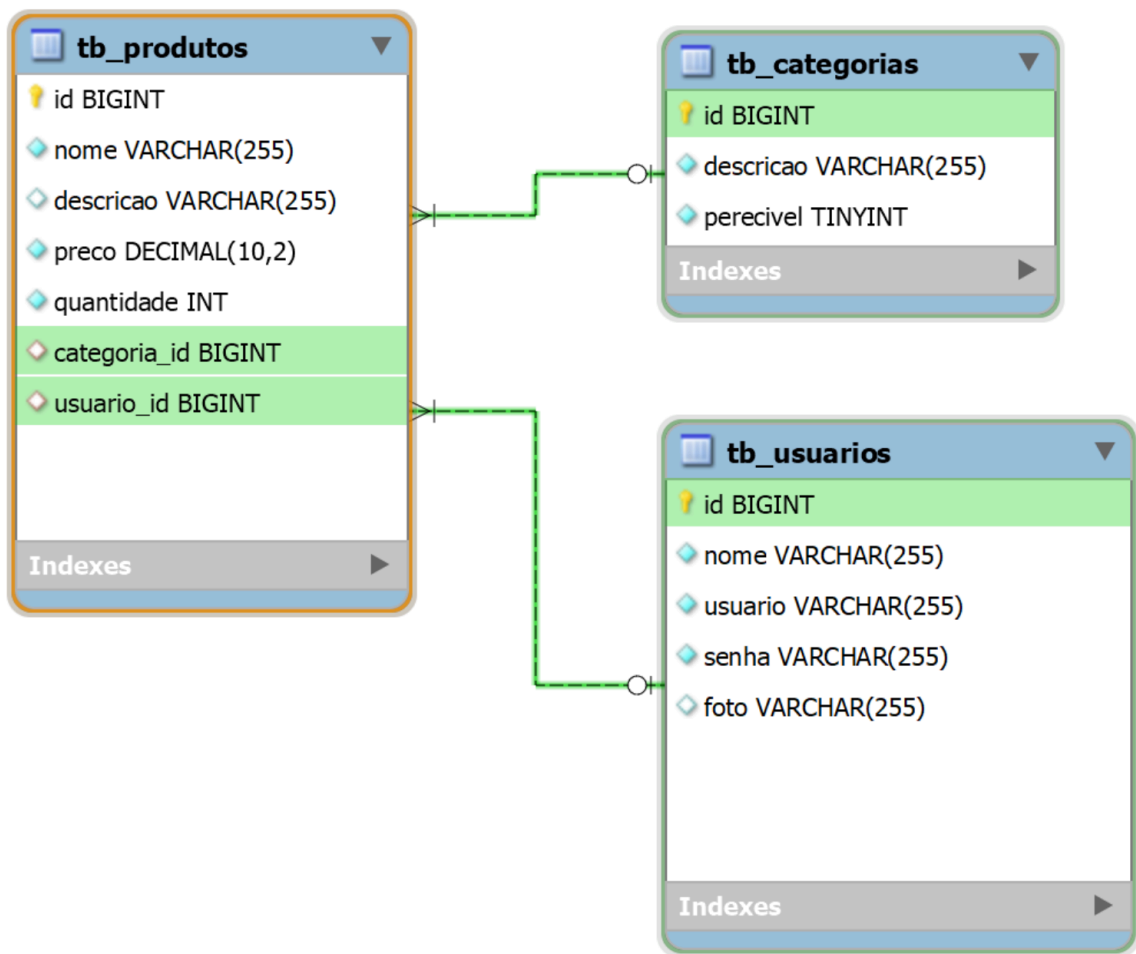 tb_produtos
id BIGINT
nome VARCHAR(255)
descricao VARCHAR(255)
preco DECIMAL(10,2)
quantidade INT
categoria_id BIGINT
usuario_id BIGINT
Indexes
tb_categorias
id BIGINT
descricao VARCHAR(255)
perecivel TINYINT
Indexes
tb_usuarios
id BIGINT
nome VARCHAR(255)
usuario VARCHAR(255)
senha VARCHAR(255)
foto VARCHAR(255)
Indexes